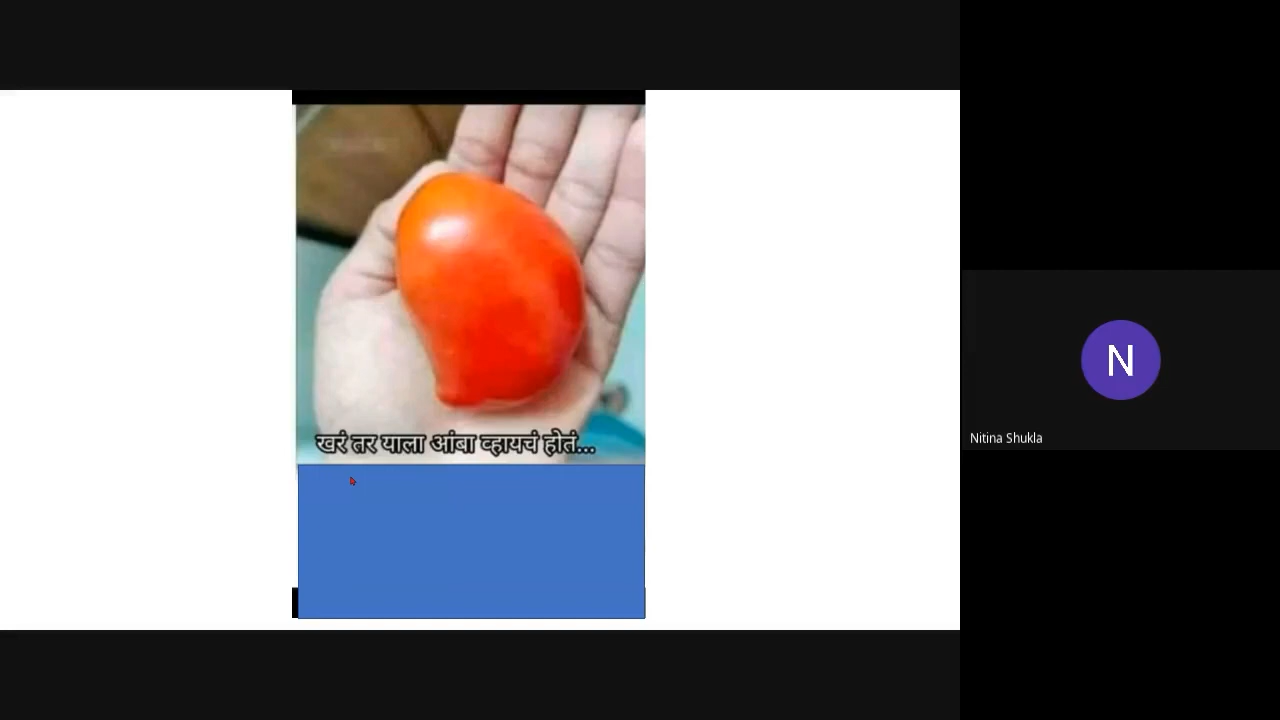 खरं तर याला आंबा व्हायचं होतं...
N
Nitina Shukla